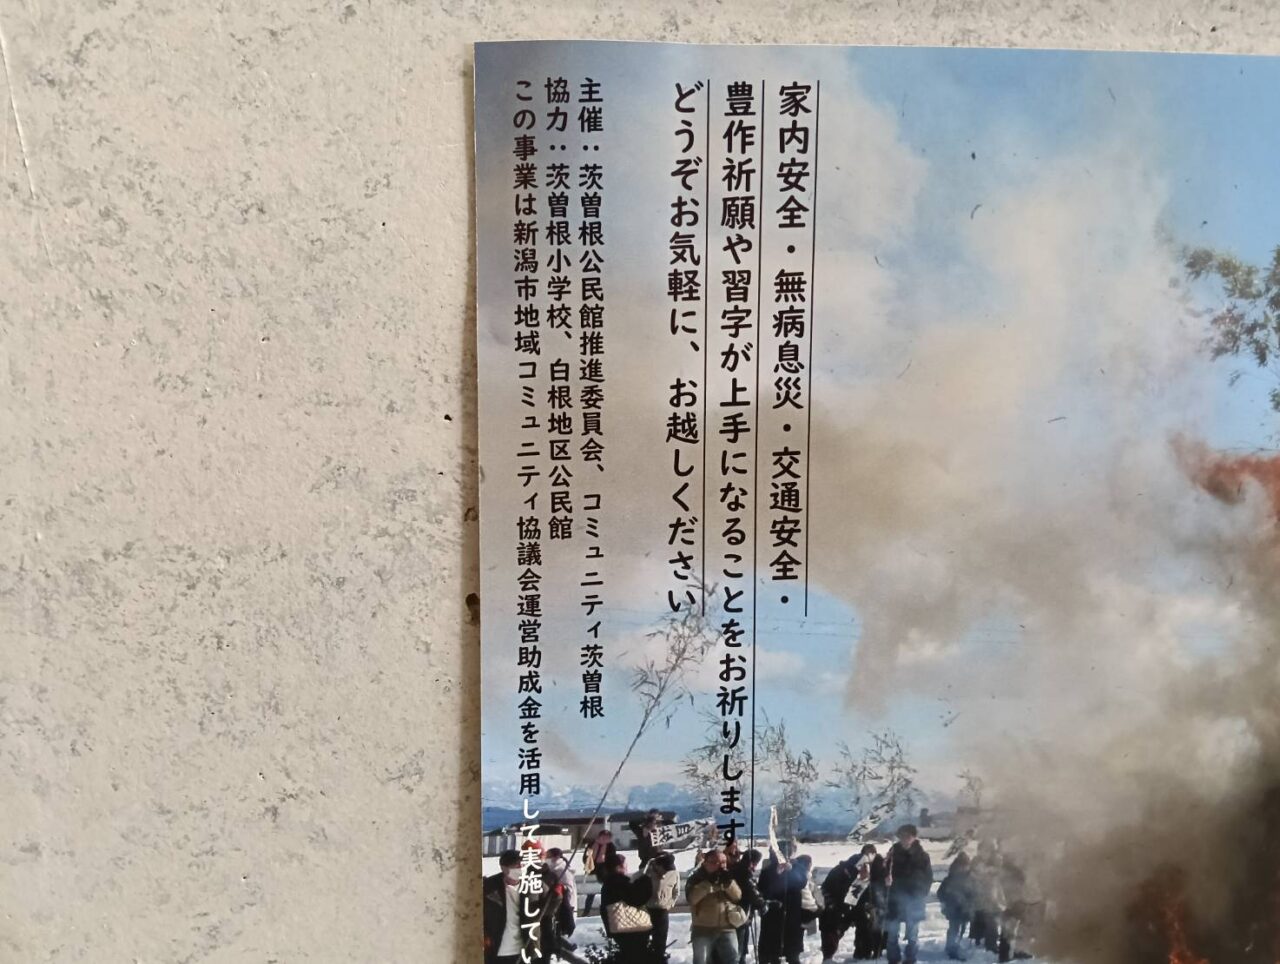 家内安全・無病息災・交通安全・
豊作祈願や習字が上手になることをお祈りします
どうぞお気軽に、お越しください
主催：茨曽根公民館推進委員会、コミュニティ茨曽根
協力：茨曽根小学校、白根地区公民館
この事業は新潟市地域コミュニティ協議会運営助成金を活用して実施してい